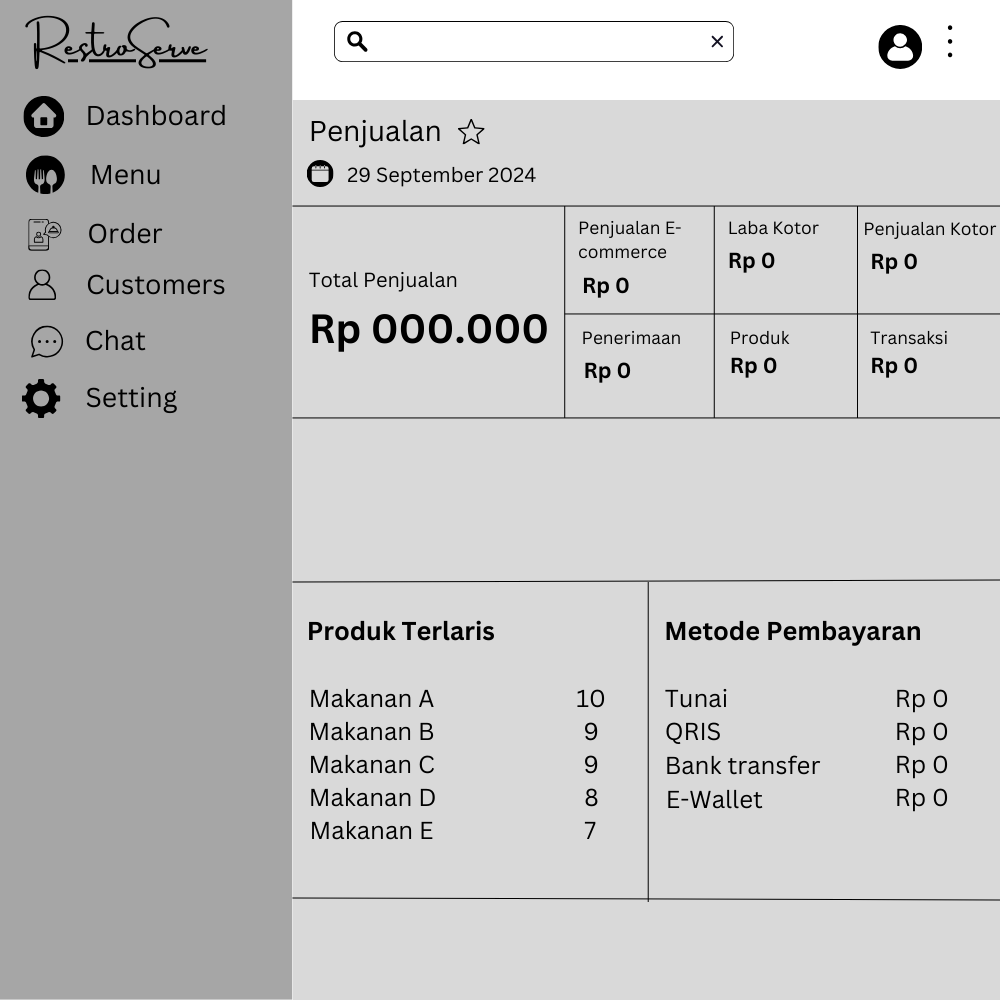 RestroServe
Dashboard
Menu
Order
Customers
Chat
Setting
Penjualan
29 September 2024
Total Penjualan
Rp 000.000
Penjualan E-
commerce
Rp 0
Laba Kotor
Rp 0
Penjualan Kotor
Rp 0
Penerimaan
Rp 0
Produk
Rp 0
Transaksi
Rp 0
Produk Terlaris
Makanan A 10
Makanan B 9
Makanan C 9
Makanan D 8
Makanan E 7
Metode Pembayaran
Tunai Rp 0
QRIS Rp 0
Bank transfer Rp 0
E-Wallet Rp 0